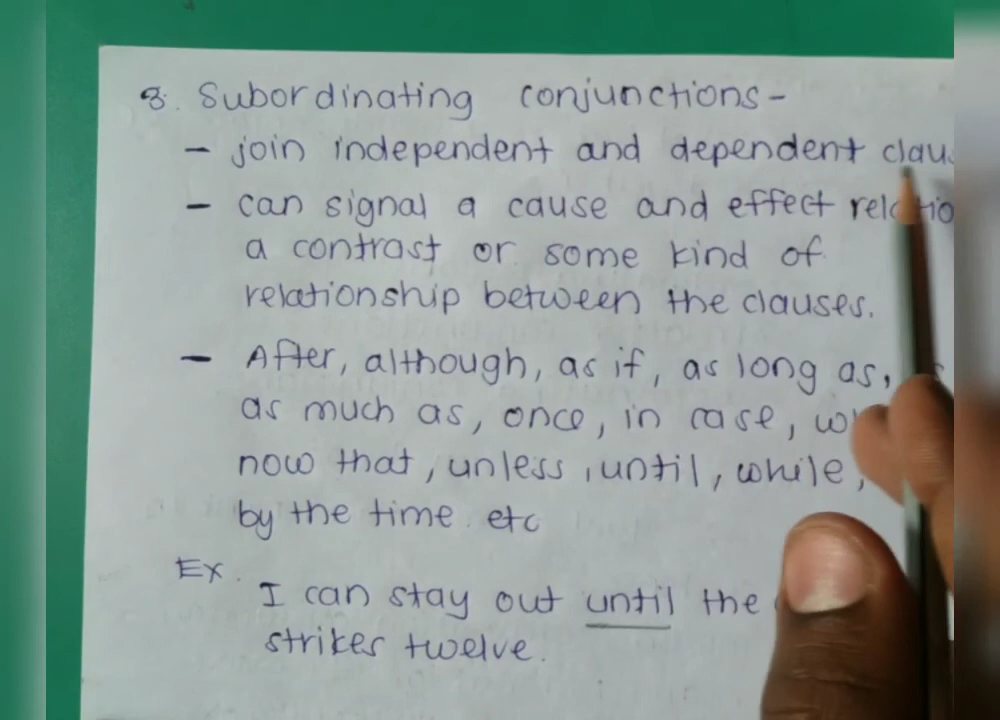 8. Subordinating conjunctions -
- join independent and dependent
- can signal a cause and effect
a contrast or some kind of
relationship between the clauses.
- After, although, as if, as long as,
as much as, once, in case,
now that, unless, until, while,
by the time etc
Ex.
I can stay out until the
strikes twelve.